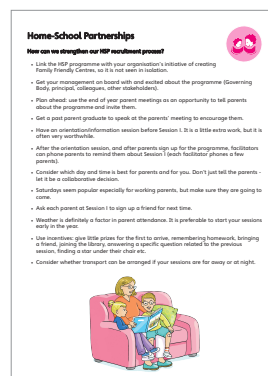 Home-School Partnerships
How can we strengthen our HSP recruitment process?
• Link the HSP programme with your organisation's initiative of creating
Family Friendly Centres, so it is not seen in isolation.
• Get your management on board with and excited about the programme (Governing
Body, principal, colleagues, other stakeholders).
• Plan ahead: use the end of year parent meetings as an opportunity to tell parents
about the programme and invite them.
• Get a past parent graduate to speak at the parents' meeting to encourage them.
• Have an orientation/information session before Session 1. It is a little extra work, but it is
often very worthwhile.
• After the orientation session, and after parents sign up for the programme, facilitators
can phone parents to remind them about Session 1 (each facilitator phones a few
parents).
• Consider which day and time is best for parents and for you. Don't just tell the parents -
let it be a collaborative decision.
• Saturdays seem popular especially for working parents, but make sure they are going to
come.
• Ask each parent at Session 1 to sign up a friend for next time.
• Weather is definitely a factor in parent attendance. It is preferable to start your sessions
early in the year.
• Use incentives: give little prizes for the first to arrive, remembering homework, bringing
a friend, joining the library, answering a specific question related to the previous
session, finding a star under their chair etc.
• Consider whether transport can be arranged if your sessions are far away or at night.